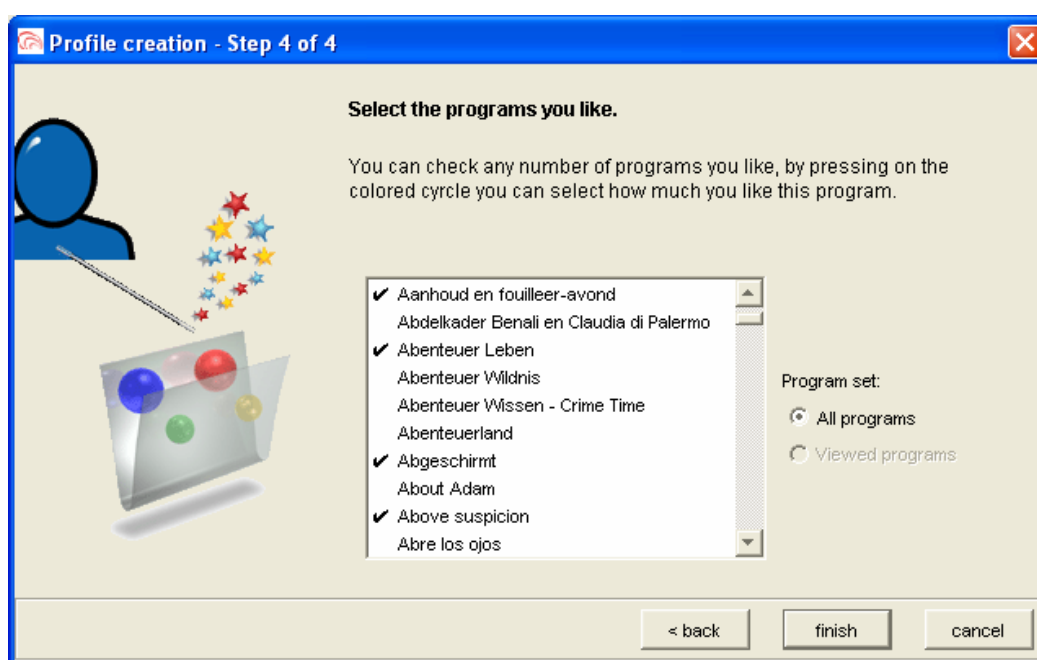 Profile creation - Step 4 of 4
Select the programs you like.
You can check any number of programs you like, by pressing on the
colored cyrcle you can select how much you like this program.
Aanhoud en fouilleer-avond
Abdelkader Benali en Claudia di Palermo
Abenteuer Leben
Abenteuer Wildnis
Abenteuer Wissen - Crime Time
Abenteuerland
Abgeschirmt
About Adam
Above suspicion
Abre los ojos
Program set:
All programs
Viewed programs
< back
finish
cancel